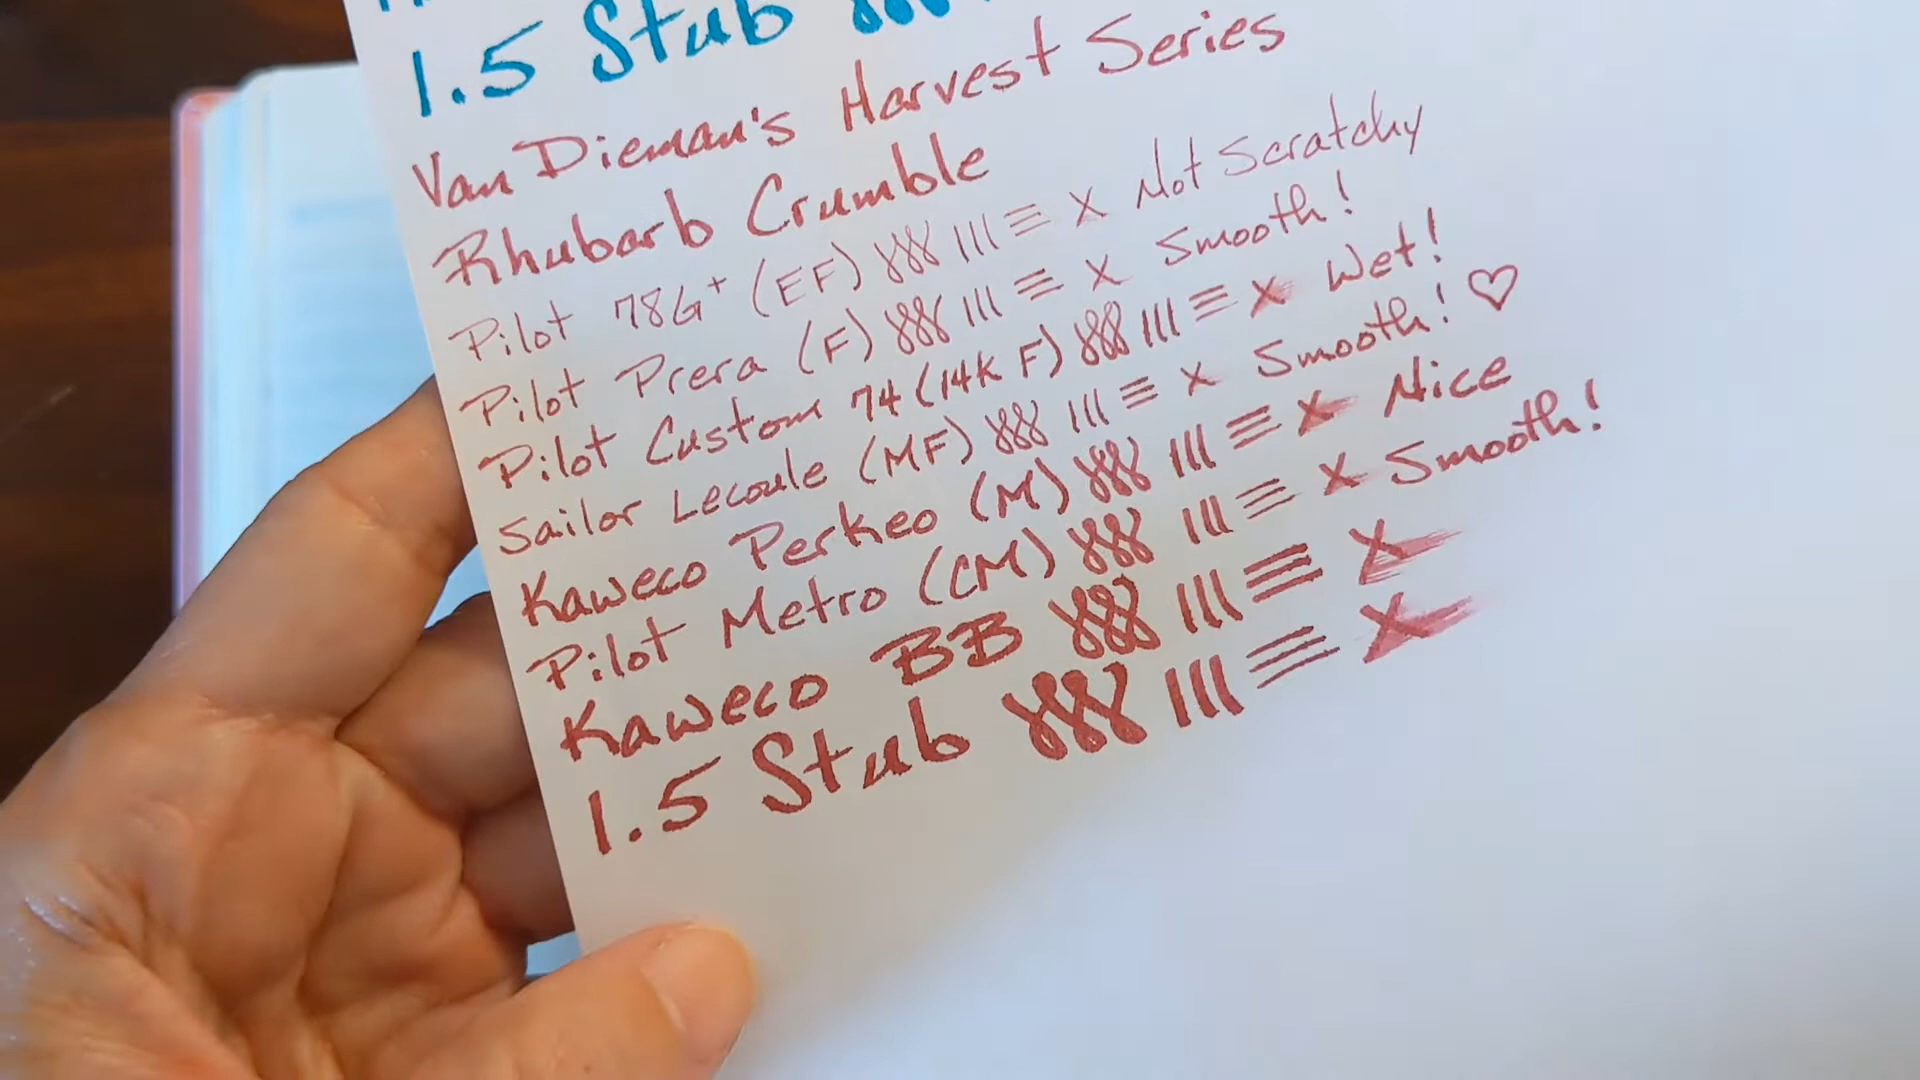 1.5 Stub
Van Dieman's Harvest Series
Rhubarb Crumble
Pilot 78G+ (EF) X Not Scratchy
Pilot Prera (F) X Smooth!
Pilot Custom 74 (14K F) X Wet!
Sailor Lecoule (MF) X Smooth! ♡
Kaweco Perkeo (M) X Nice
Pilot Metro (CM) X Smooth!
Kaweco BB X
1.5 Stub X